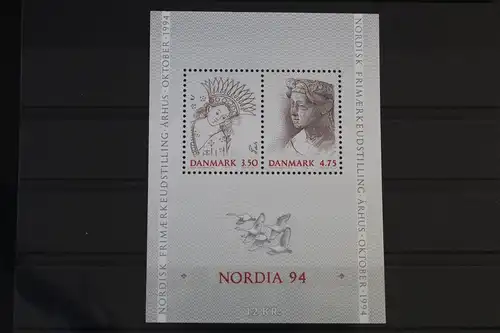 NORDISK FRIMÆRKEUDSTILLING ÅRHUS · OKTOBER · 1994
DANMARK 3.50
DANMARK 4.75
NORDIA 94
12 KR.
NORDISK FRIMÆRKEUDSTILLING ÅRHUS · OKTOBER · 1994